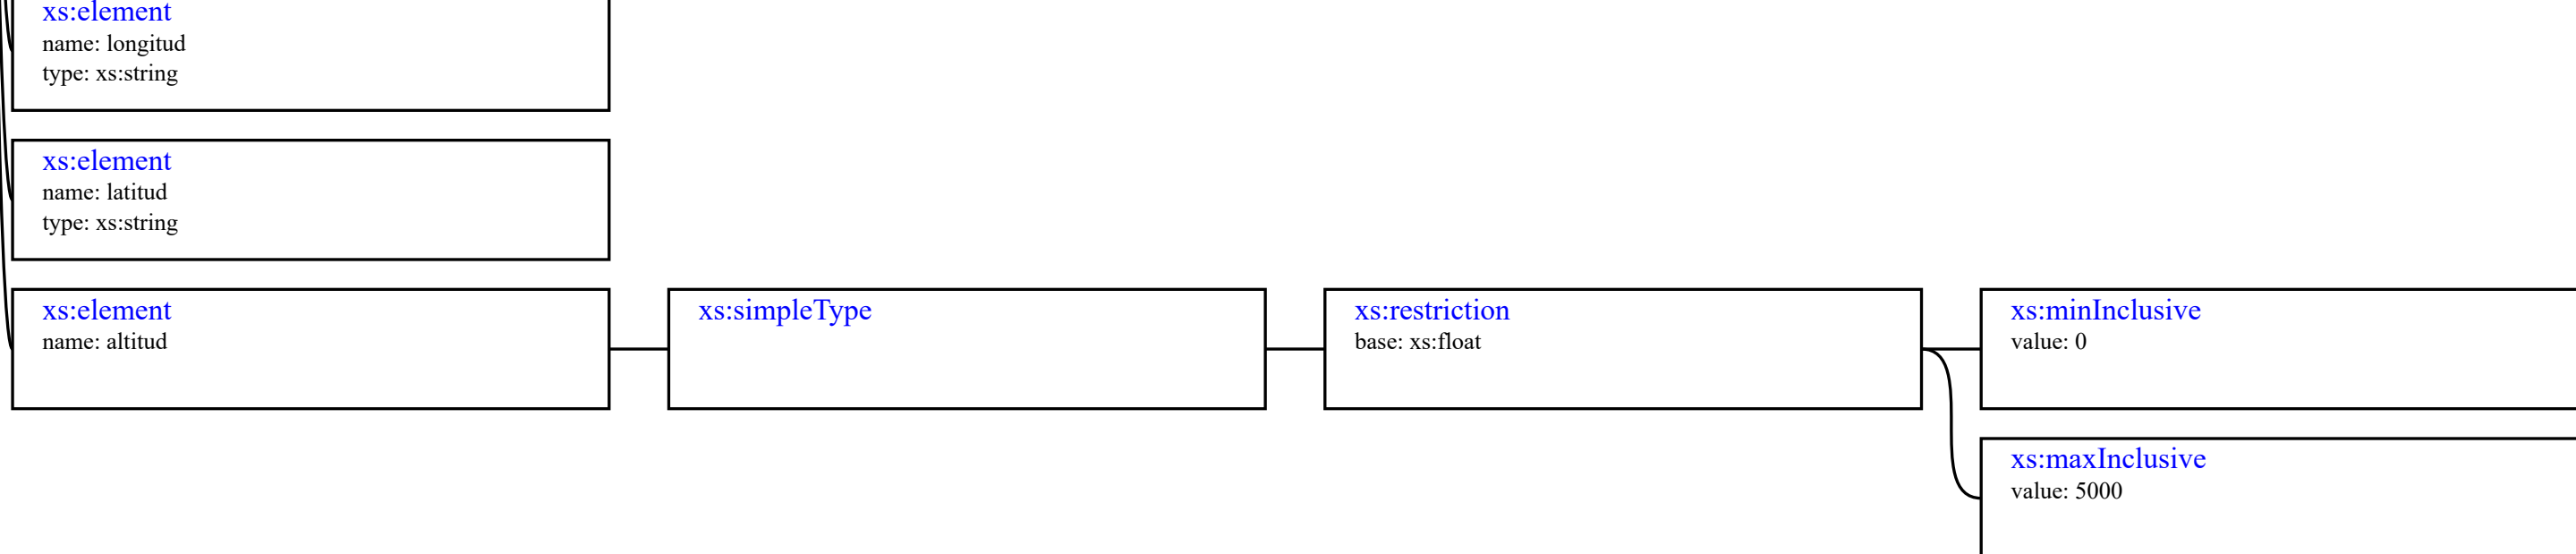 xs:element
name: longitud
type: xs:string
xs:element
name: latitud
type: xs:string
xs:element
name: altitud
xs:simpleType
xs:restriction
base: xs:float
xs:minInclusive
value: 0
xs:maxInclusive
value: 5000